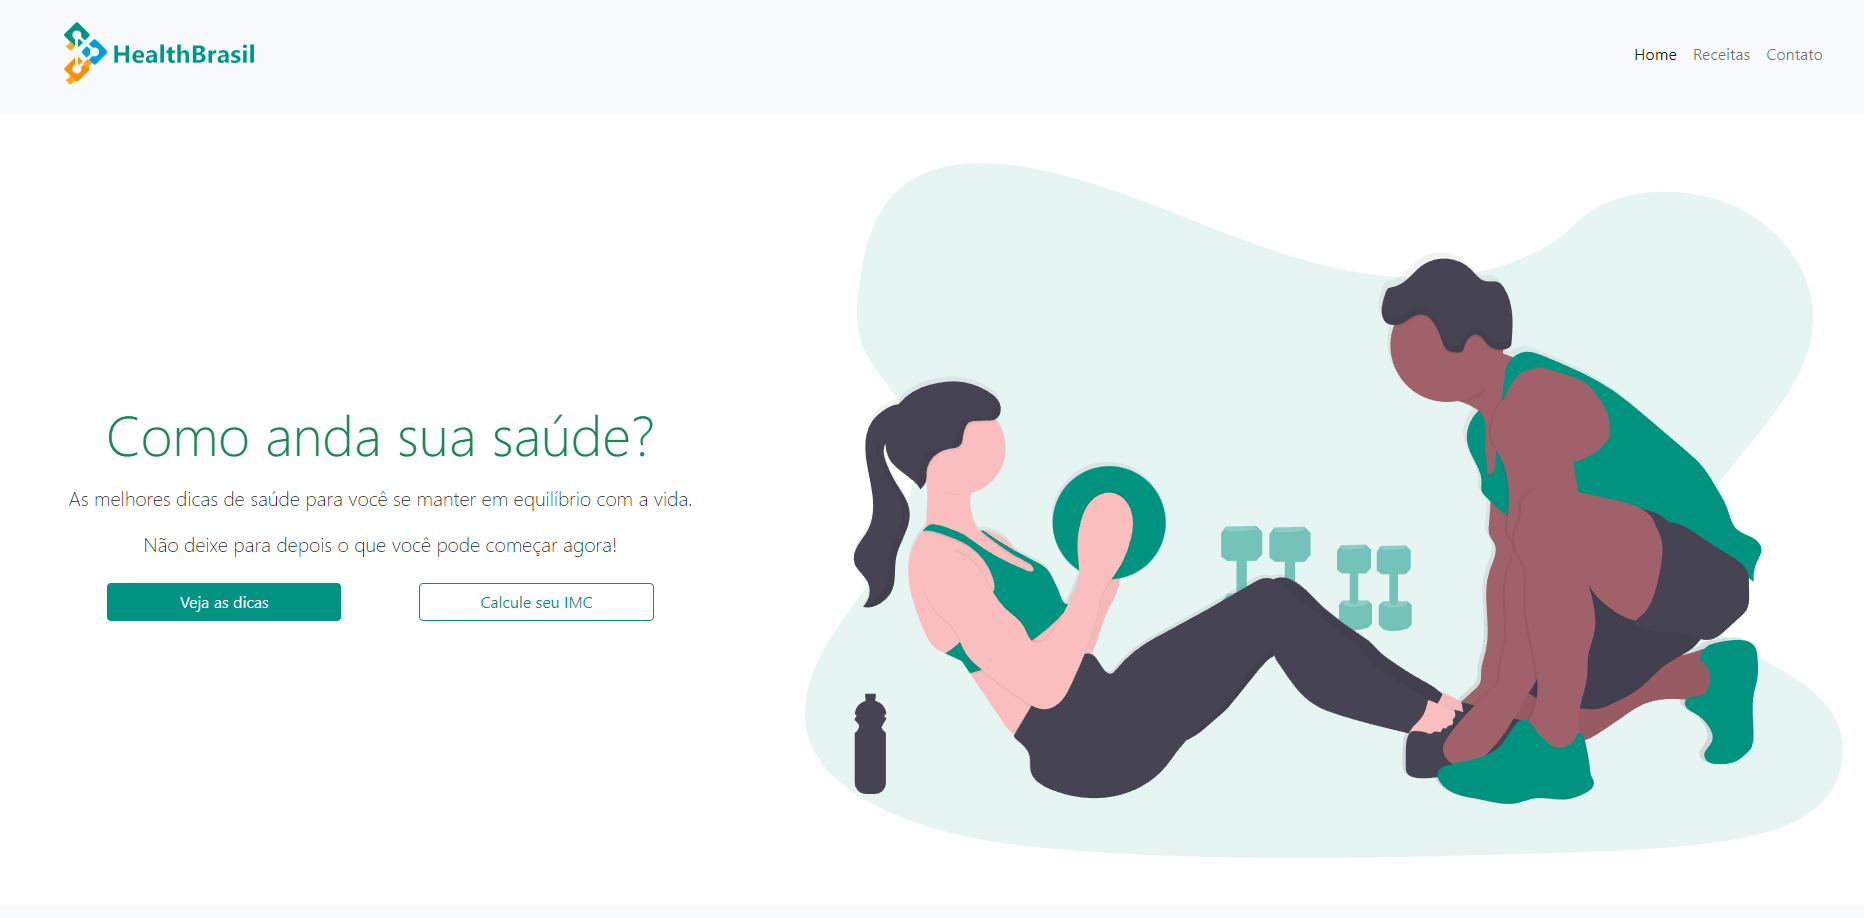 HealthBrasil
Home Receitas Contato
Como anda sua saúde?
As melhores dicas de saúde para você se manter em equilíbrio com a vida.
Não deixe para depois o que você pode começar agora!
Veja as dicas Calcule seu IMC